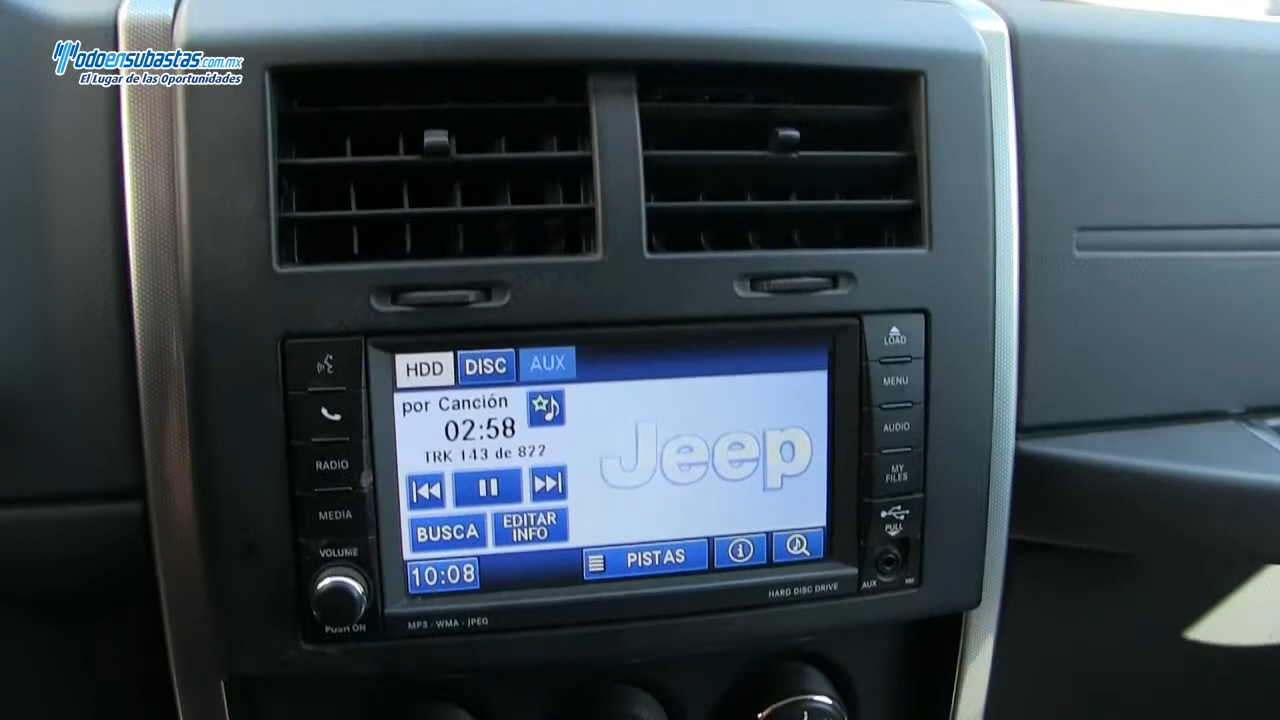 Todoensubastas.com.mx
El Lugar de las Oportunidades
LOAD
MENU
AUDIO
MY
FILES
PULL
AUX
RADIO
MEDIA
VOLUME
PUSH ON
HDD DISC AUX
por Canción
02:58
TRK 143 de 822
BUSCA
EDITAR
INFO
PISTAS
10:08
Jeep
MP3 · WMA · JPEG
HARD DISC DRIVE